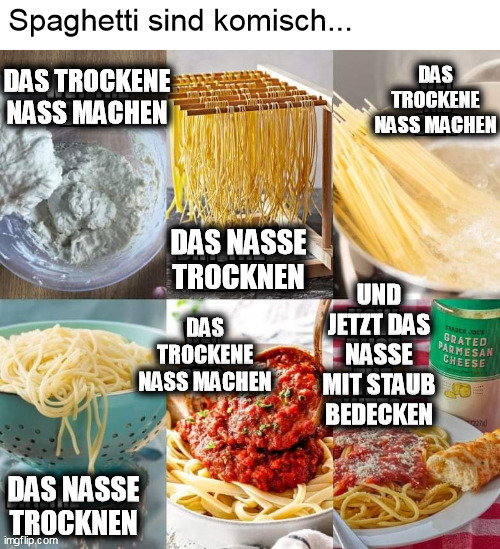 Spaghetti sind komisch...
DAS TROCKENE
NASS MACHEN
DAS NASSE
TROCKNEN
DAS
TROCKENE
NASS MACHEN
DAS NASSE
TROCKNEN
DAS
TROCKENE
NASS MACHEN
UND
JETZT DAS
NASSE
MIT STAUB
BEDECKEN
TRADER JOE'S
GRATED
PARMESAN
CHEESE
imgflip.com